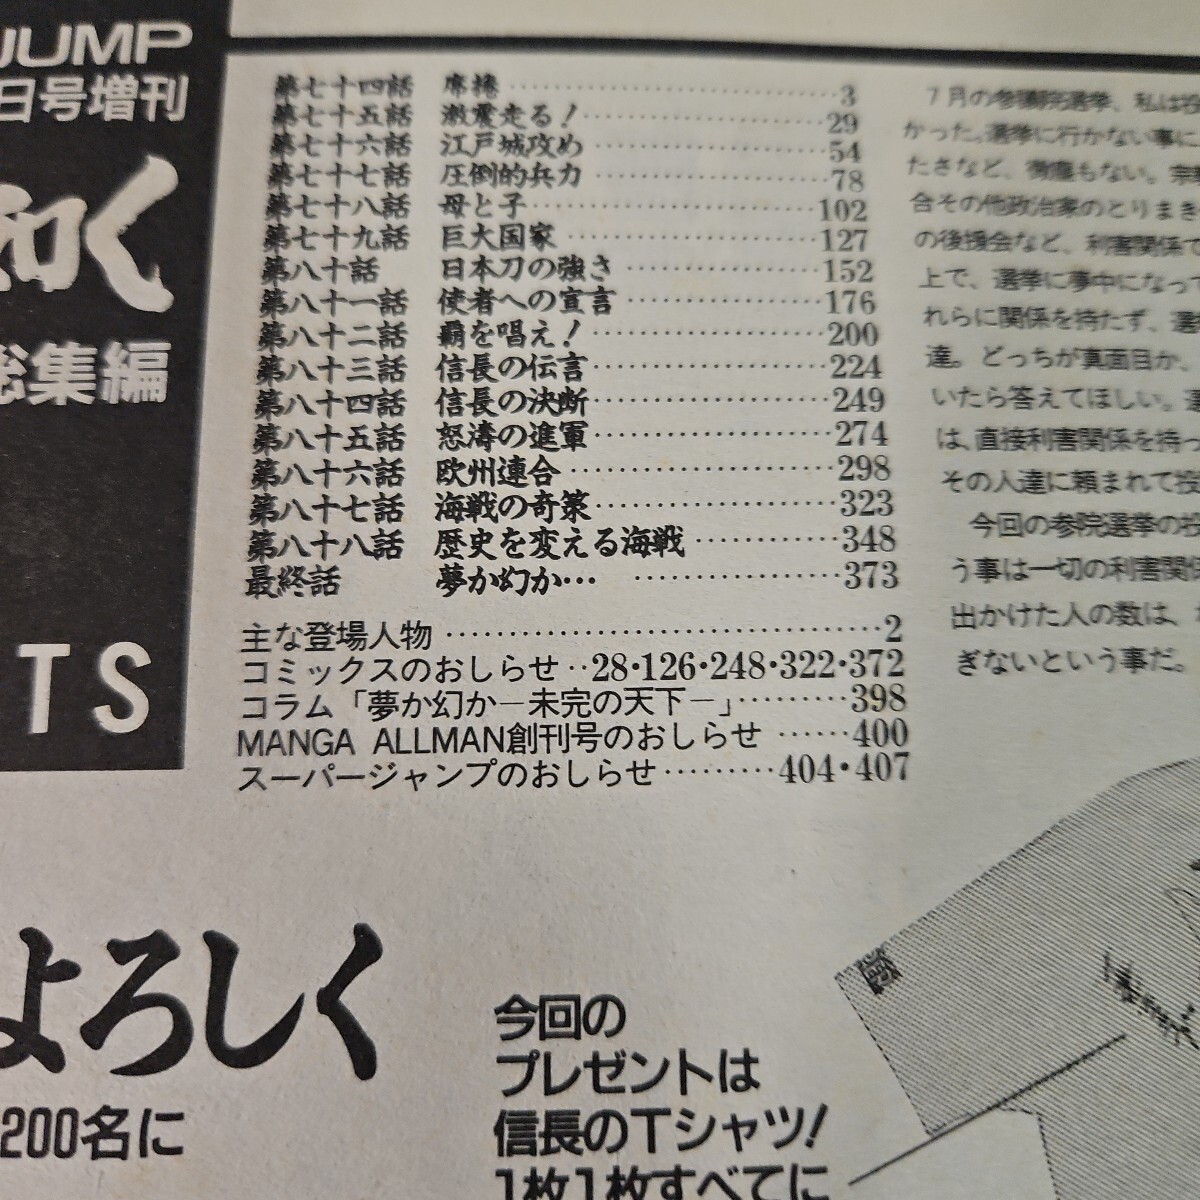 JUMP
日号増刊
如く
総集編
TS
第七十四話 席捲 3
第七十五話 激震走る! 29
第七十六話 江戸城攻め 54
第七十七話 圧倒的兵力 78
第七十八話 母と子 102
第七十九話 巨大国家 127
第八十話 日本刀の強さ 152
第八十一話 使者への宣言 176
第八十二話 覇を唱え! 200
第八十三話 信長の伝言 224
第八十四話 信長の決断 249
第八十五話 怒濤の進軍 274
第八十六話 欧州連合 298
第八十七話 海戦の奇策 323
第八十八話 歴史を変える海戦 348
最終話 夢か幻か… 373
主な登場人物 2
コミックスのおしらせ 28・126・248・322・372
コラム「夢か幻か－未完の天下－」 398
MANGA ALLMAN創刊号のおしらせ 400
スーパージャンプのおしらせ 404・407
7月の参議院選挙、私は投
かった。選挙に行かない事に
たさなど、微塵もない。宗教
合その他政治家のとりまき
の後援会など、利害関係で
上で、選挙に夢中になって
れらに関係を持たず、選
達。どっちが真面目か、
いたら答えてほしい。選
は、直接利害関係を持っ
その人達に頼まれて投
今回の参院選挙の投
う事は一切の利害関係
出かけた人の数は、
ぎないという事だ。
よろしく
200名に
今回の
プレゼントは
信長のTシャツ!
1枚1枚すべてに